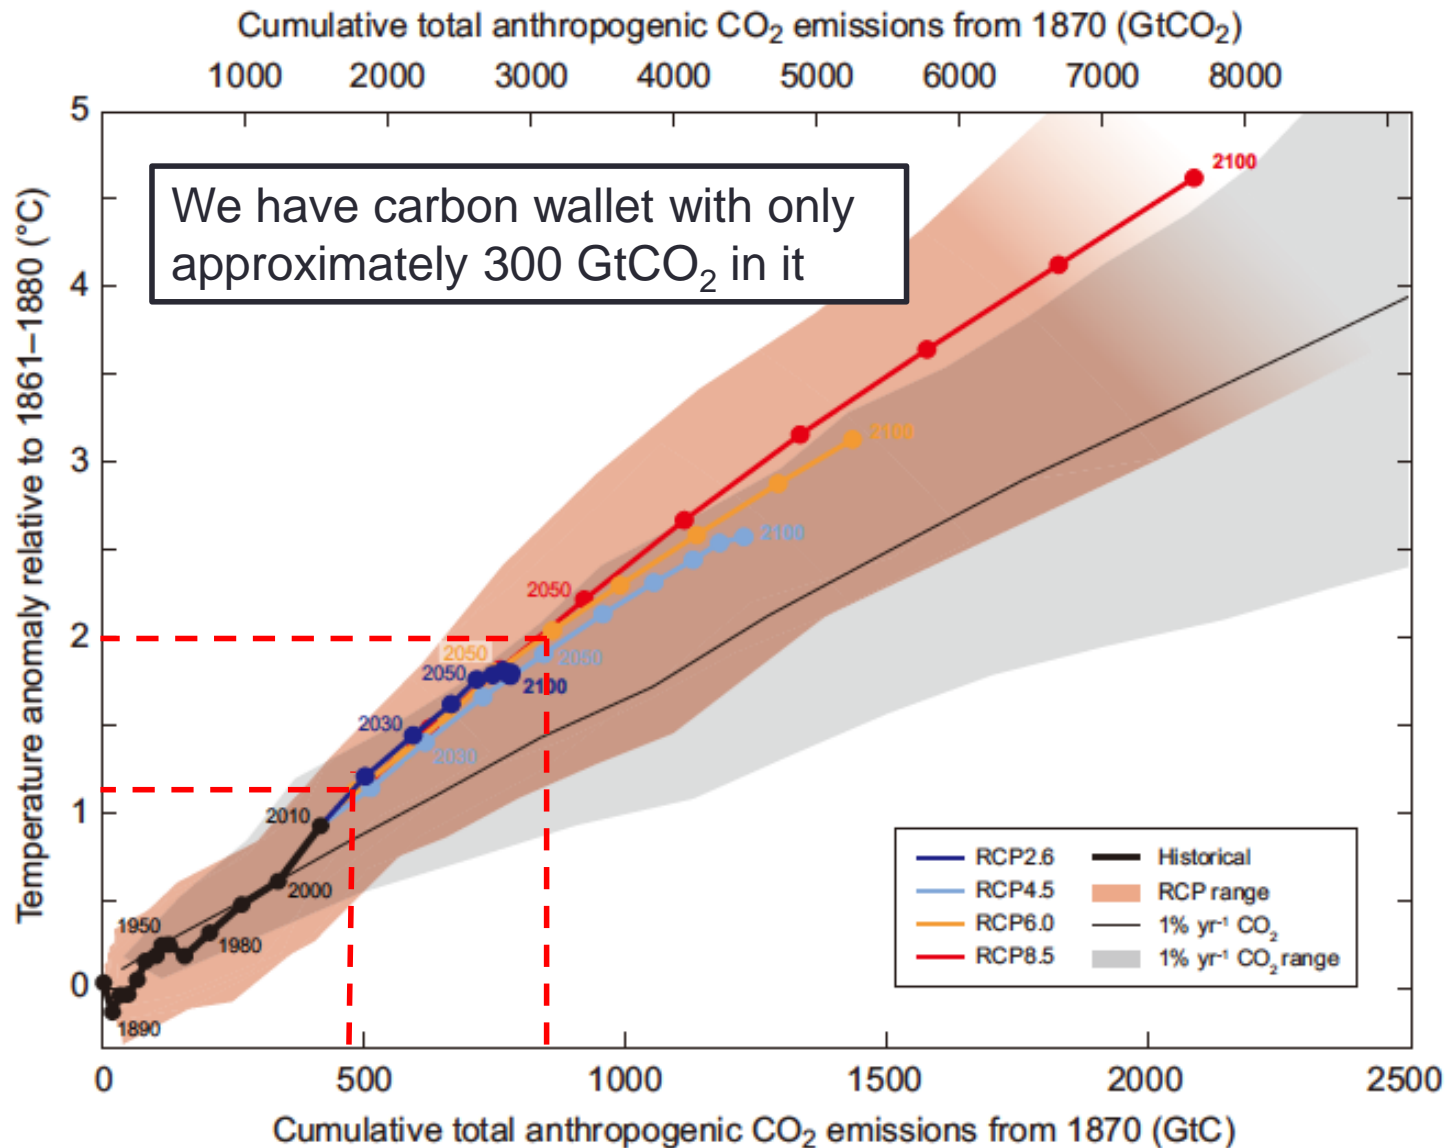 Cumulative total anthropogenic CO₂ emissions from 1870 (GtCO₂)
1000 2000 3000 4000 5000 6000 7000 8000
Temperature anomaly relative to 1861–1880 (°C)
5
4
3
2
1
0
We have carbon wallet with only
approximately 300 GtCO₂ in it
2100
2100
2100
2050
2050
2050
2060
2100
2030
2030
2010
2000
1950
1980
1890
RCP2.6
RCP4.5
RCP6.0
RCP8.5
Historical
RCP range
1% yr⁻¹ CO₂
1% yr⁻¹ CO₂ range
0 500 1000 1500 2000 2500
Cumulative total anthropogenic CO₂ emissions from 1870 (GtC)